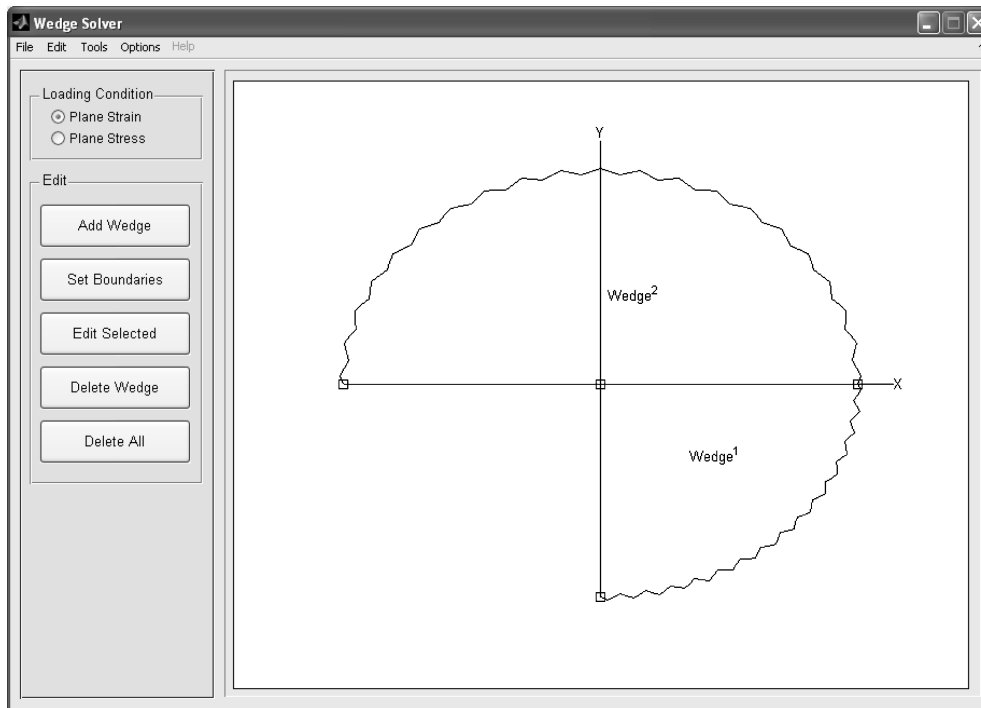 Wedge Solver
File Edit Tools Options Help
Loading Condition
Plane Strain
Plane Stress
Edit
Add Wedge
Set Boundaries
Edit Selected
Delete Wedge
Delete All
Y
Wedge²
X
Wedge¹